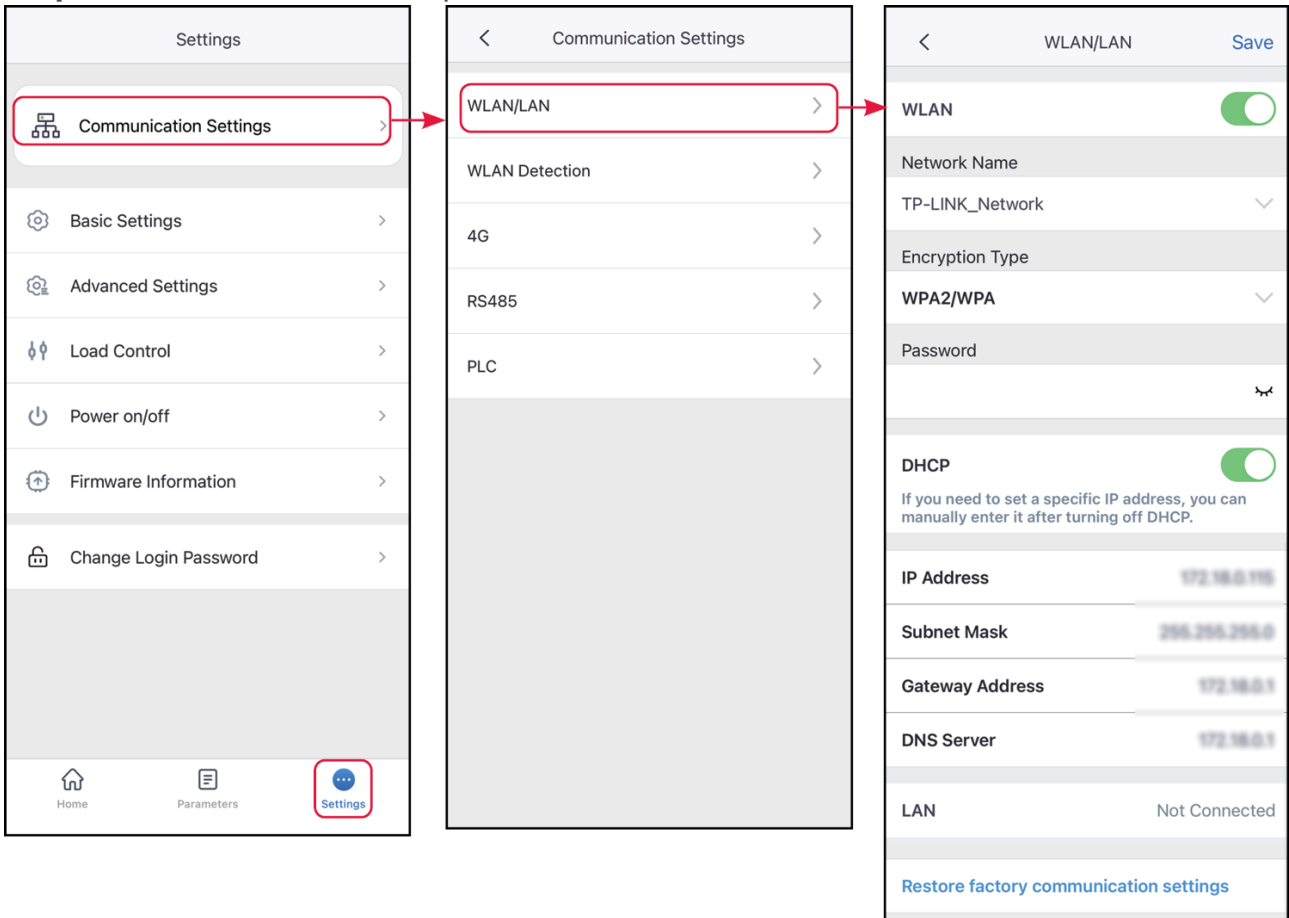 Settings
Communication Settings
Basic Settings
Advanced Settings
Load Control
Power on/off
Firmware Information
Change Login Password
Home
Parameters
Settings
Communication Settings
WLAN/LAN
WLAN Detection
4G
RS485
PLC
WLAN/LAN
Save
WLAN
Network Name
TP-LINK_Network
Encryption Type
WPA2/WPA
Password
DHCP
If you need to set a specific IP address, you can
manually enter it after turning off DHCP.
IP Address
Subnet Mask
Gateway Address
DNS Server
LAN
Not Connected
Restore factory communication settings